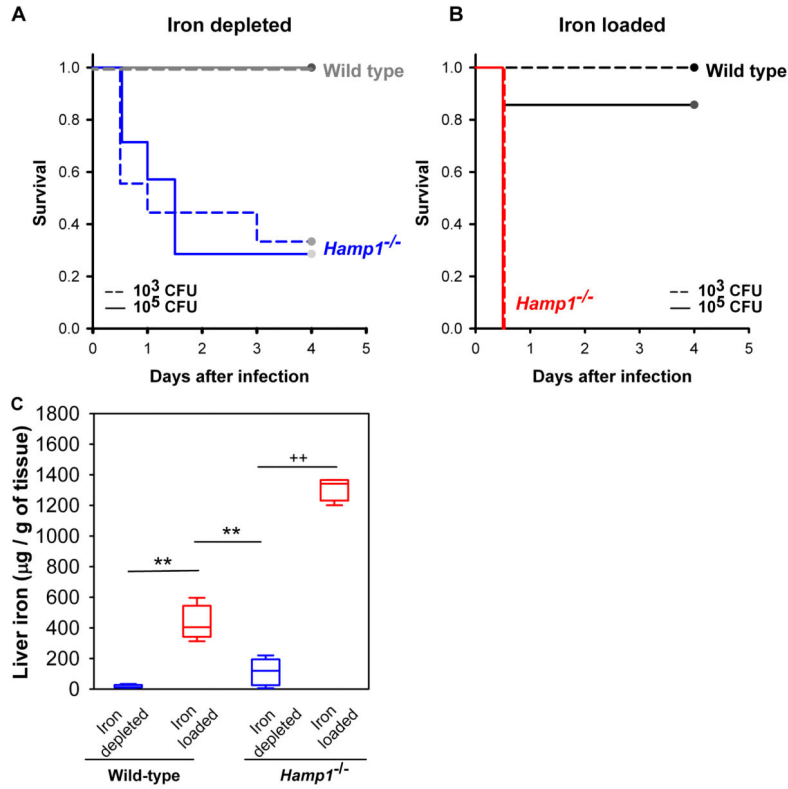 A
Iron depleted
1.0
0.8
0.6
0.4
0.2
0.0
Survival
Wild type
Hamp1-/-
10³ CFU
10⁵ CFU
0 1 2 3 4 5
Days after infection
B
Iron loaded
1.0
0.8
0.6
0.4
0.2
0.0
Survival
Wild type
Hamp1-/-
10³ CFU
10⁵ CFU
0 1 2 3 4 5
Days after infection
C
1800
1600
1400
1200
1000
800
600
400
200
0
Liver iron (μg / g of tissue)
**
**
++
Iron
depleted
Iron
loaded
Iron
depleted
Iron
loaded
Wild-type
Hamp1-/-